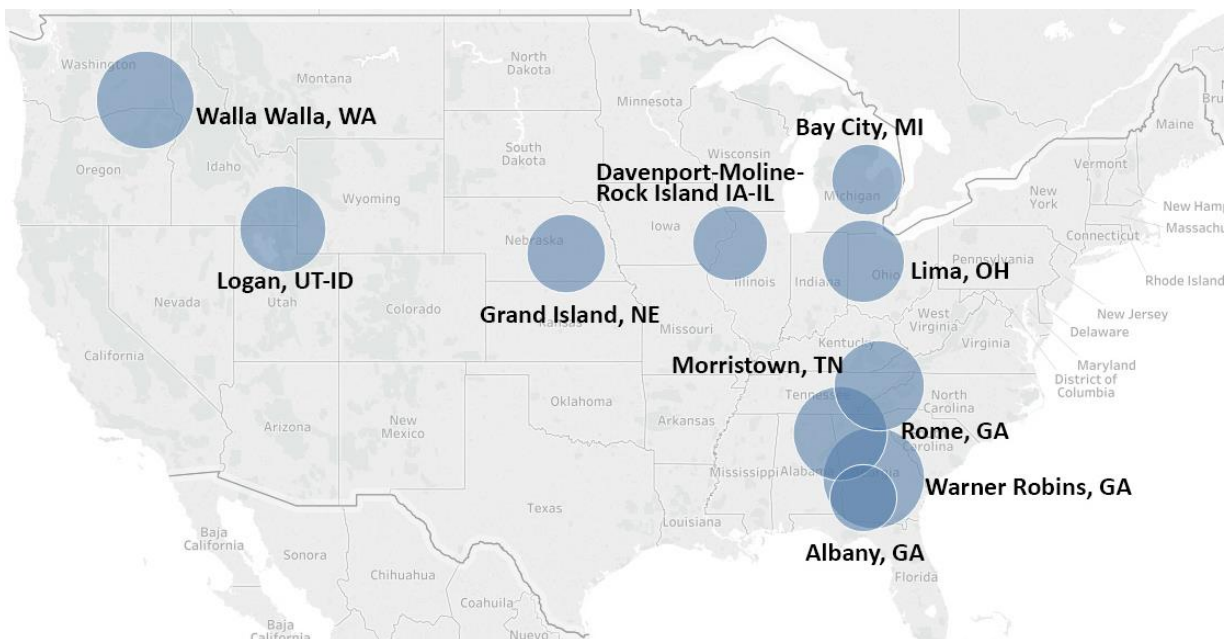 Washington
Montana
North
Dakota
Minnesota
Maine
Walla Walla, WA
Bay City, MI
Oregon
Idaho
South
Dakota
Wisconsin
Vermont
Davenport-Moline-
Rock Island IA-IL
Michigan
New
York
New Hamp
Massachu
Wyoming
Iowa
Connecticut
Nebraska
Pennsylvania
Rhode Island
Logan, UT-ID
Nevada
Utah
Illinois
Indiana
Ohio
Lima, OH
Colorado
Grand Island, NE
Kansas
New Jersey
West
Virginia
Delaware
Missouri
Kentucky
Virginia
California
Morristown, TN
Maryland
District of
Columbia
Tennessee
North
Carolina
Oklahoma
Arkansas
Arizona
New
Mexico
Rome, GA
Carolina
Mississippi
Alabama
Warner Robins, GA
Texas
Louisiana
Baja
California
Sonora
Albany, GA
Chihuahua
Florida
Coahuila
Baja
California
Nuevo